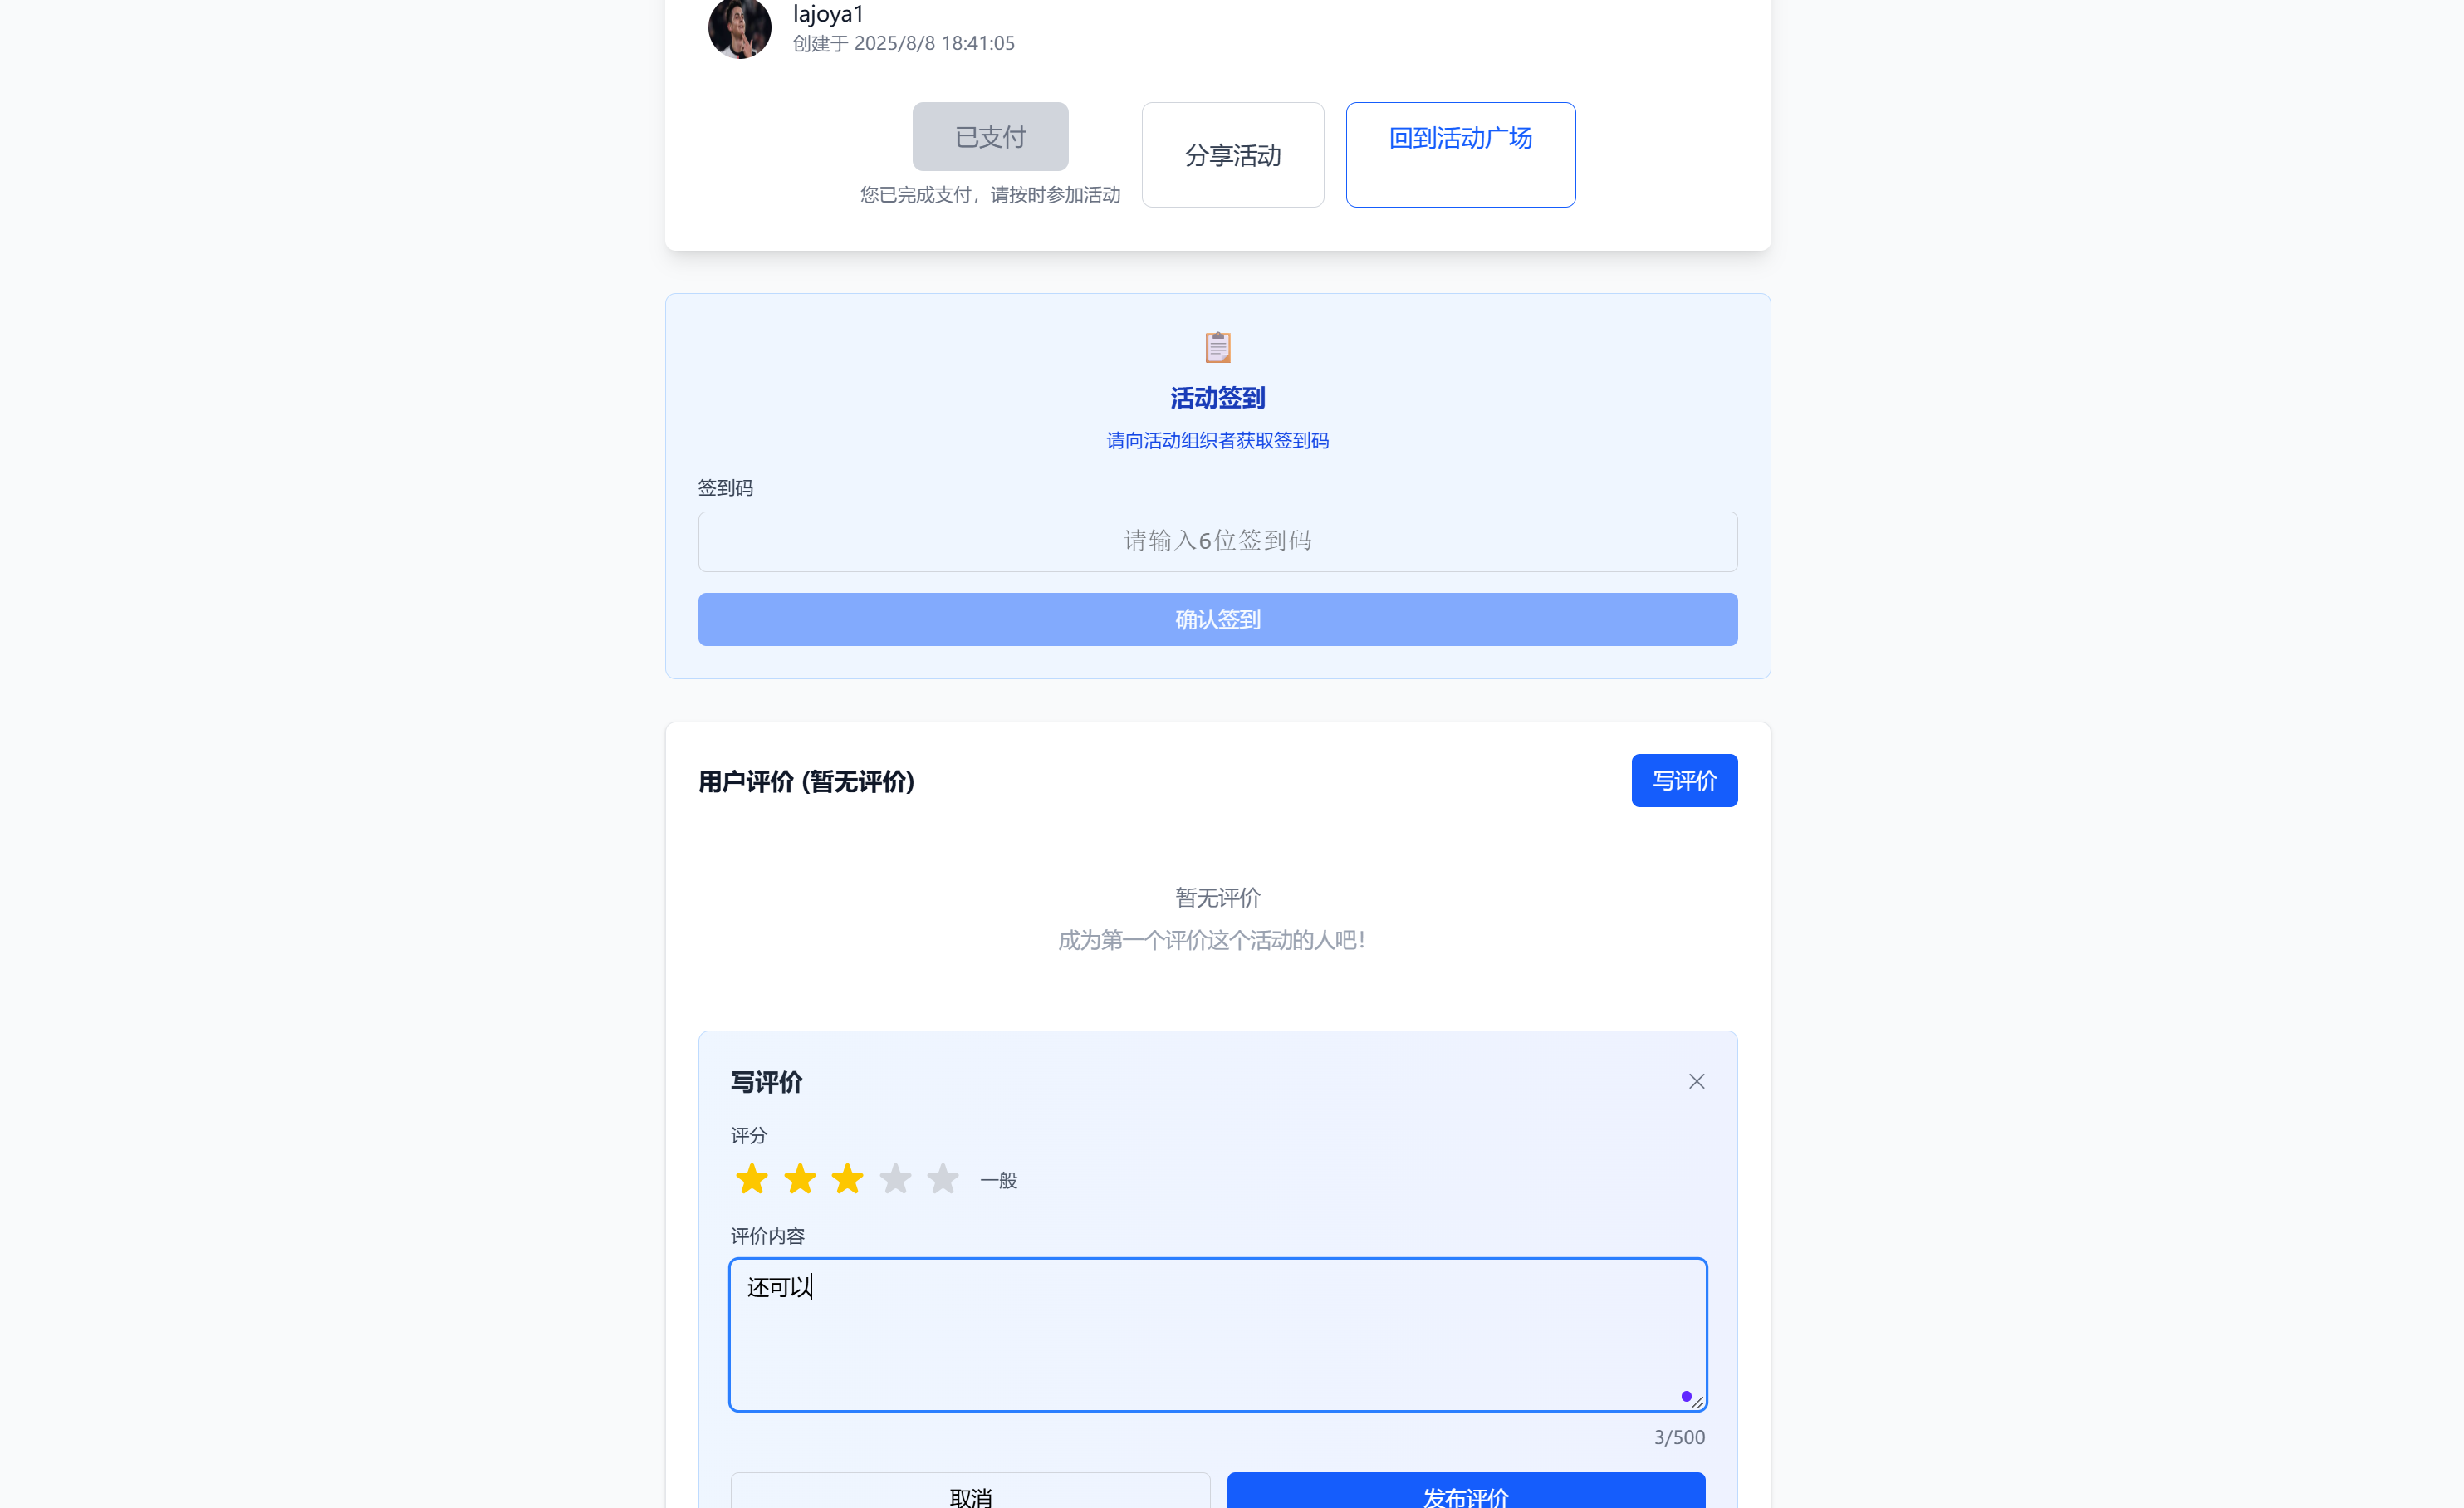 lajoya1
创建于 2025/8/8 18:41:05
已支付
您已完成支付，请按时参加活动
分享活动
回到活动广场
活动签到
请向活动组织者获取签到码
签到码
请输入6位签到码
确认签到
用户评价 (暂无评价)
写评价
暂无评价
成为第一个评价这个活动的人吧！
写评价
评分
一般
评价内容
还可以
3/500
取消
发布评价